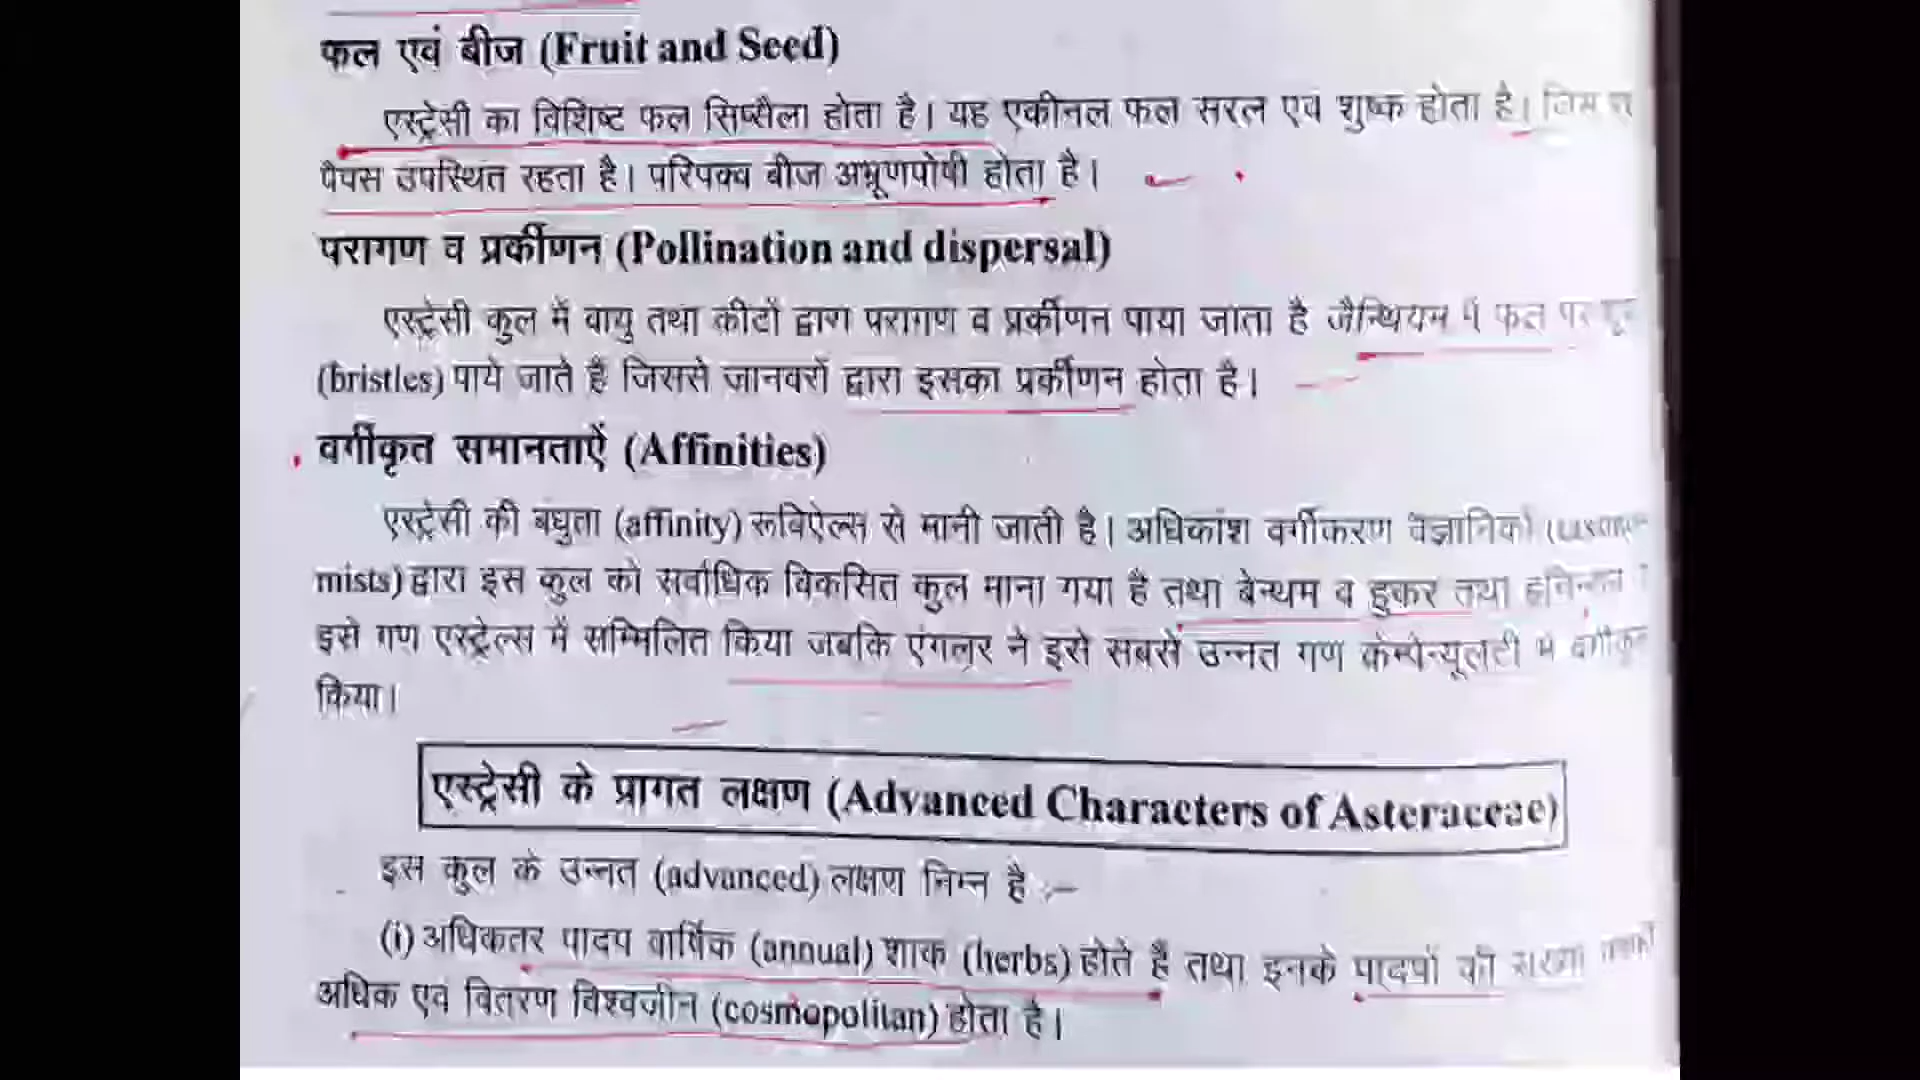 फल एवं बीज (Fruit and Seed)
एस्ट्रेसी का विशिष्ट फल सिप्सैला होता है। यह एकीनल फल सरल एवं शुष्क होता है। जिस
पैपस उपस्थित रहता है। परिपक्व बीज अभ्रूणपोषी होता है।
परागण व प्रर्कीणन (Pollination and dispersal)
एस्ट्रेसी कुल में वायु तथा कीटों द्वारा परागण व प्रर्कीणन पाया जाता है जैन्थियम में फल पर
(bristles) पाये जाते हैं जिससे जानवरों द्वारा इसका प्रर्कीणन होता है।
वर्गीकृत समानताऐं (Affinities)
एस्ट्रेसी की बंधुता (affinity) रूबिऐल्स से मानी जाती है। अधिकांश वर्गीकरण वैज्ञानिकों
mists) द्वारा इस कुल को सर्वाधिक विकसित कुल माना गया है तथा बेन्थम व हुकर तथा
इसे गण एस्ट्रेल्स में सम्मिलित किया जबकि एंगलर ने इसे सबसे उन्नत गण कैम्पेन्यूलेटी में वर्गीकृत
किया।
एस्ट्रेसी के प्रागत लक्षण (Advanced Characters of Asteraceae)
इस कुल के उन्नत (advanced) लक्षण निम्न है :–
(i) अधिकतर पादप वार्षिक (annual) शाक (herbs) होते हैं तथा इनके पादपों की संख्या
अधिक एवं वितरण विश्वजीन (cosmopolitan) होता है।